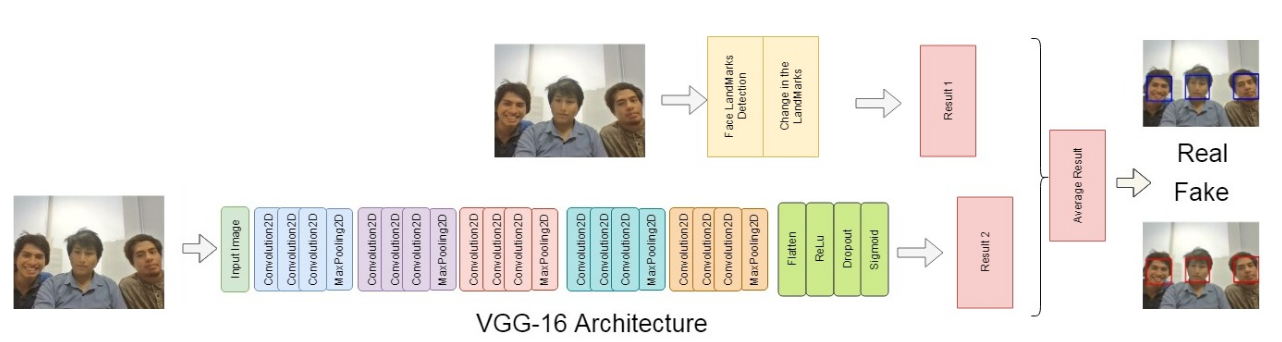 Face LandMarks
Detection
Change in the
LandMarks
Result 1
Average Result
Real
Fake
Input Image
Convolution2D
Convolution2D
Convolution2D
MaxPooling2D
Convolution2D
Convolution2D
Convolution2D
MaxPooling2D
Convolution2D
Convolution2D
Convolution2D
MaxPooling2D
Convolution2D
Convolution2D
Convolution2D
MaxPooling2D
Convolution2D
Convolution2D
Convolution2D
MaxPooling2D
Flatten
ReLu
Dropout
Sigmoid
Result 2
VGG-16 Architecture